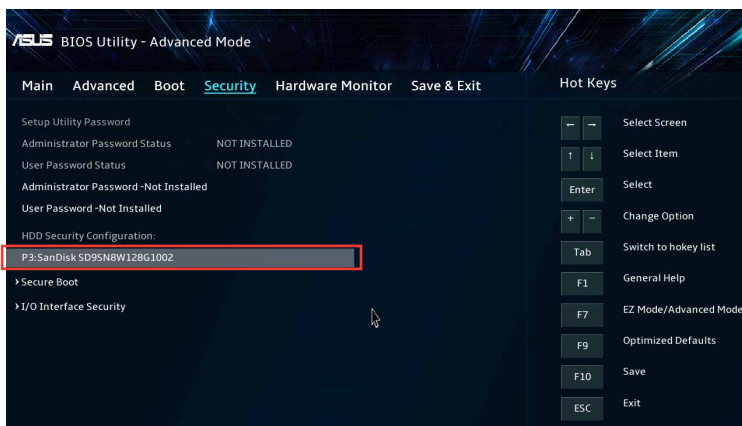 ASUS BIOS Utility - Advanced Mode
Main Advanced Boot Security Hardware Monitor Save & Exit
Setup Utility Password
Administrator Password Status NOT INSTALLED
User Password Status NOT INSTALLED
Administrator Password -Not Installed
User Password -Not Installed
HDD Security Configuration:
P3:SanDisk SD9SN8W128G1002
Secure Boot
I/O Interface Security
Hot Keys
← → Select Screen
↑ ↓ Select Item
Enter Select
+ − Change Option
Tab Switch to hokey list
F1 General Help
F7 EZ Mode/Advanced Mode
F9 Optimized Defaults
F10 Save
ESC Exit